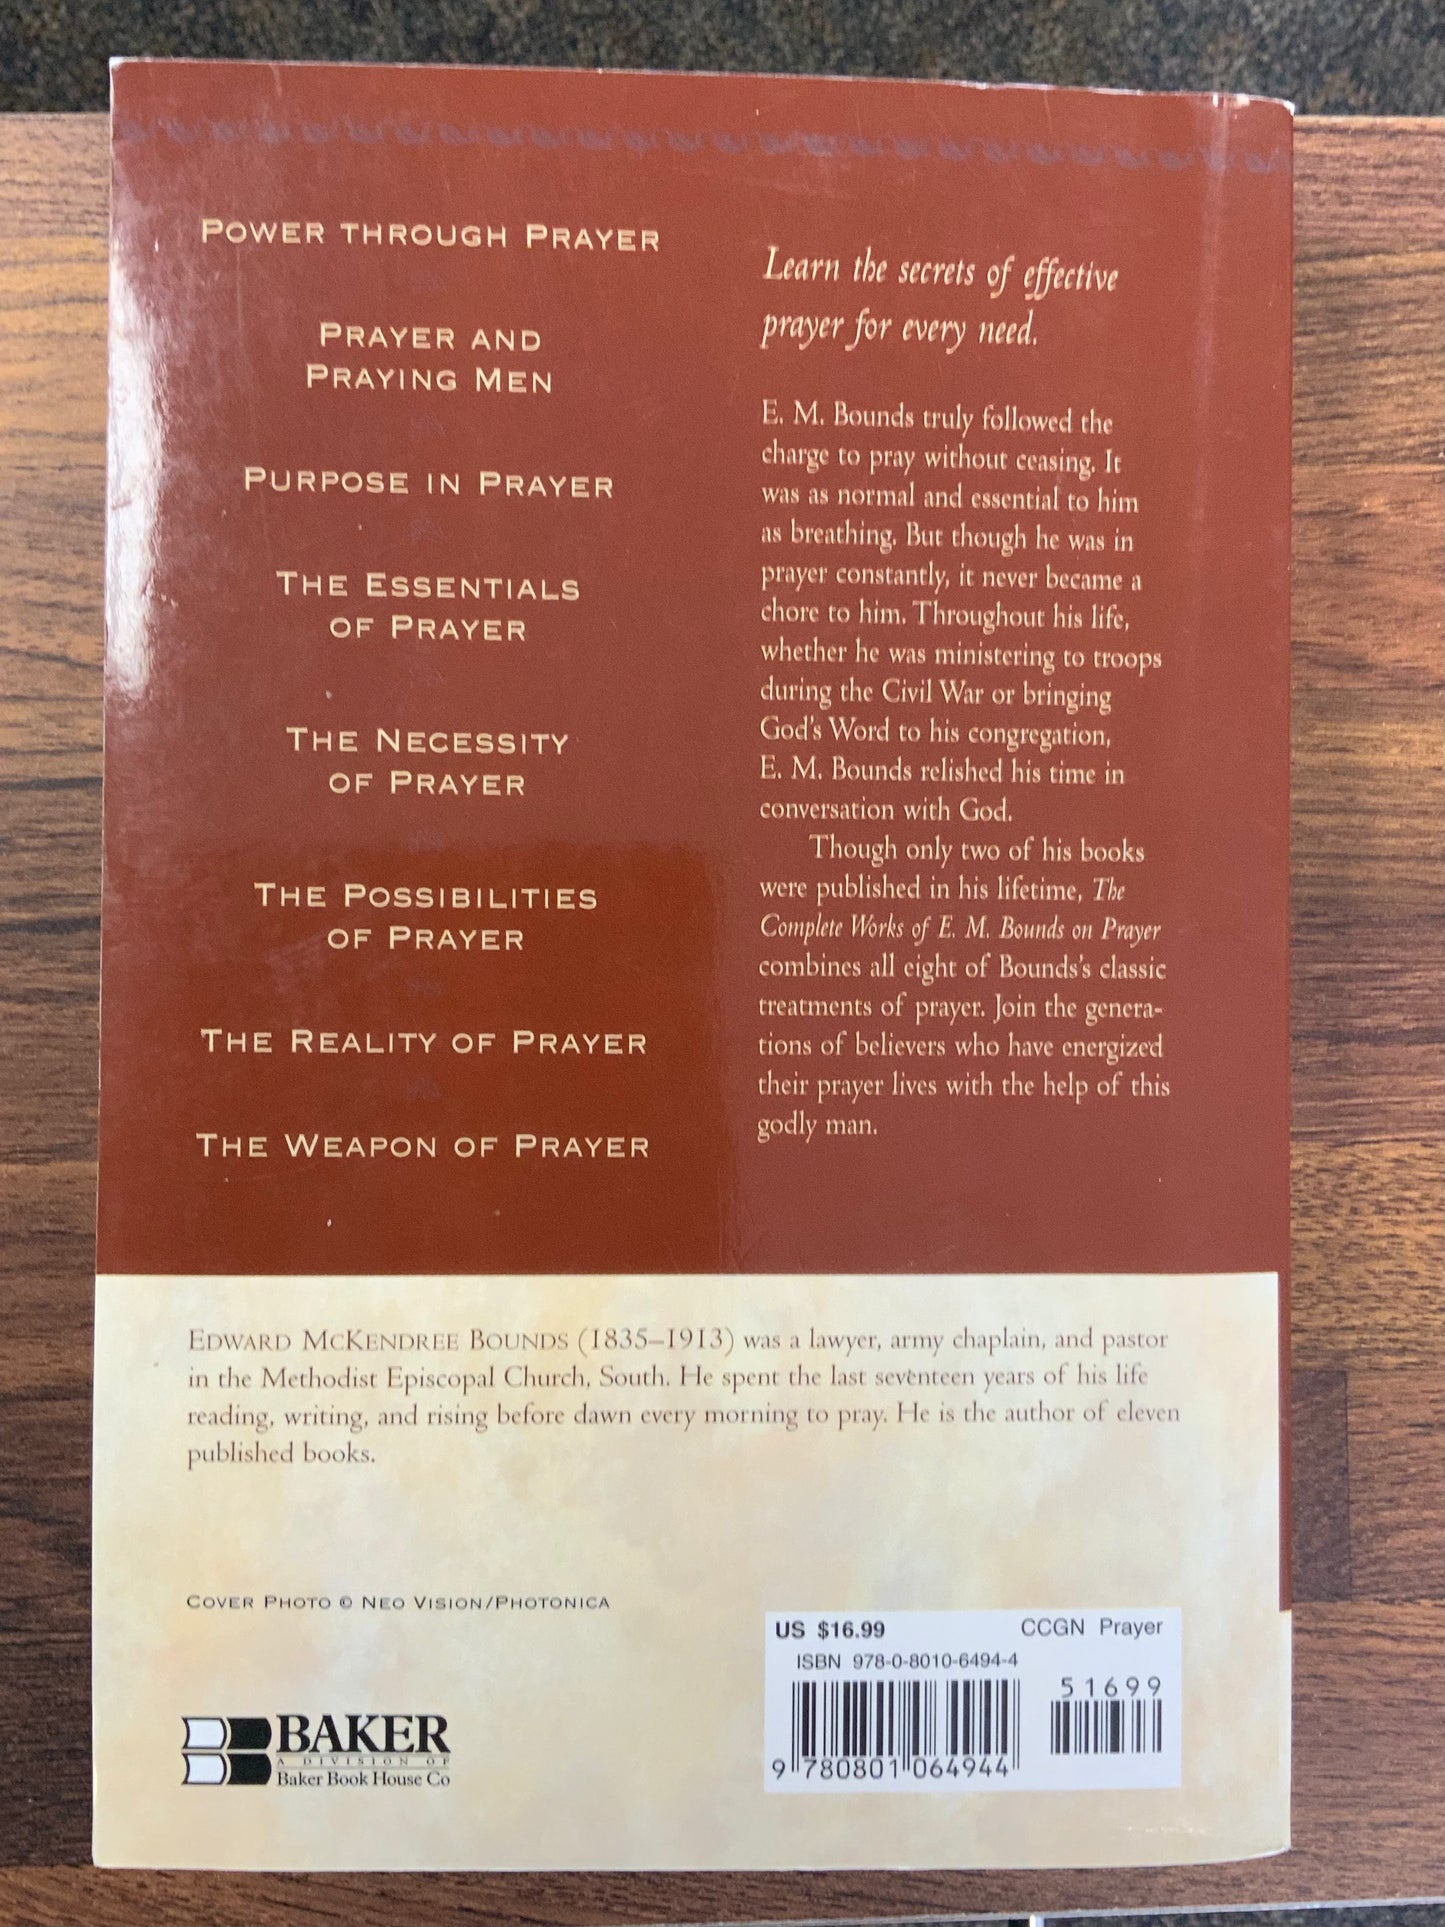 POWER THROUGH PRAYER
PRAYER AND
PRAYING MEN
PURPOSE IN PRAYER
THE ESSENTIALS
OF PRAYER
THE NECESSITY
OF PRAYER
THE POSSIBILITIES
OF PRAYER
THE REALITY OF PRAYER
THE WEAPON OF PRAYER
Learn the secrets of effective
prayer for every need.
E. M. Bounds truly followed the
charge to pray without ceasing. It
was as normal and essential to him
as breathing. But though he was in
prayer constantly, it never became a
chore to him. Throughout his life,
whether he was ministering to troops
during the Civil War or bringing
God's Word to his congregation,
E. M. Bounds relished his time in
conversation with God.
Though only two of his books
were published in his lifetime, The
Complete Works of E. M. Bounds on Prayer
combines all eight of Bounds's classic
treatments of prayer. Join the genera-
tions of believers who have energized
their prayer lives with the help of this
godly man.
EDWARD MCKENDREE BOUNDS (1835–1913) was a lawyer, army chaplain, and pastor
in the Methodist Episcopal Church, South. He spent the last seventeen years of his life
reading, writing, and rising before dawn every morning to pray. He is the author of eleven
published books.
COVER PHOTO © NEO VISION/PHOTONICA
BAKER
A DIVISION OF
Baker Book House Co
US $16.99 CCGN Prayer
ISBN 978-0-8010-6494-4
51699
9 780801 064944